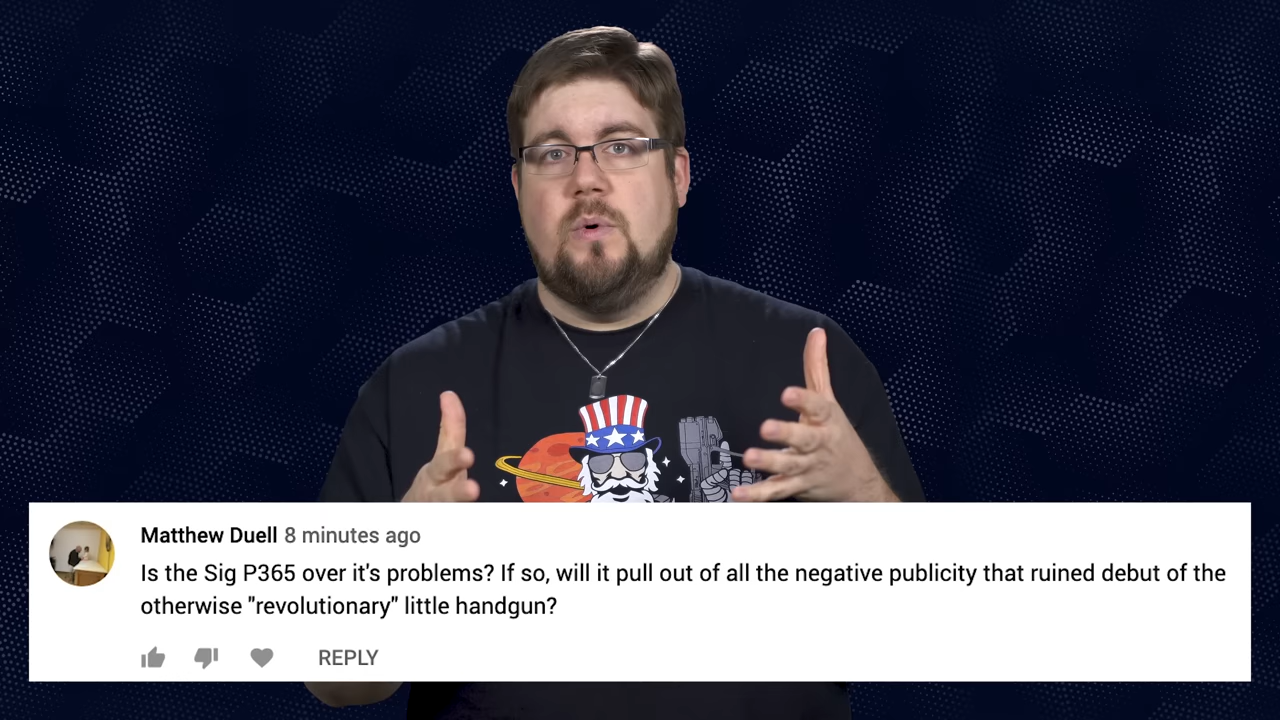 Matthew Duell 8 minutes ago
Is the Sig P365 over it's problems? If so, will it pull out of all the negative publicity that ruined debut of the
otherwise "revolutionary" little handgun?
REPLY